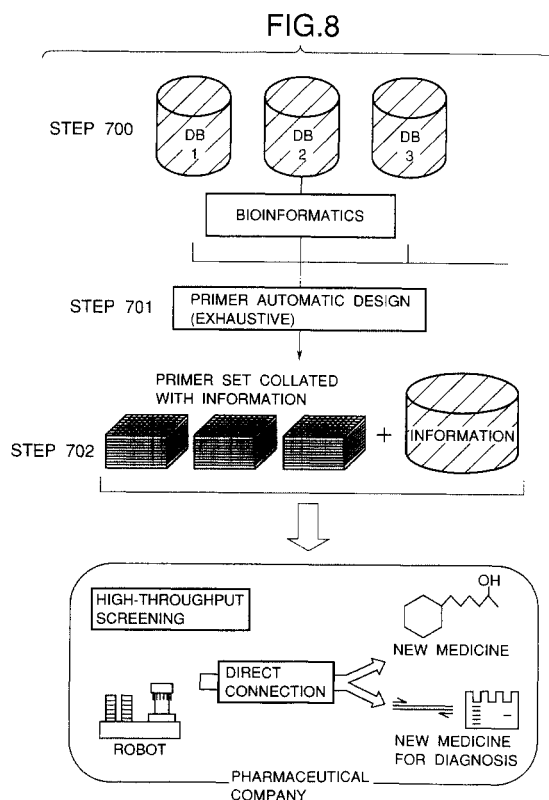 FIG.8
STEP 700
DB
1
DB
2
DB
3
BIOINFORMATICS
STEP 701
PRIMER AUTOMATIC DESIGN
(EXHAUSTIVE)
PRIMER SET COLLATED
WITH INFORMATION
STEP 702
+
INFORMATION
HIGH-THROUGHPUT
SCREENING
OH
NEW MEDICINE
DIRECT
CONNECTION
ROBOT
NEW MEDICINE
FOR DIAGNOSIS
PHARMACEUTICAL
COMPANY